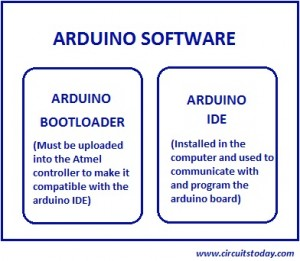 ARDUINO SOFTWARE
ARDUINO
BOOTLOADER
(Must be uploaded
into the Atmel
controller to make it
compatible with the
arduino IDE)
ARDUINO
IDE
(Installed in the
computer and used to
communicate with
and program the
arduino board)
www.circuitstoday.com